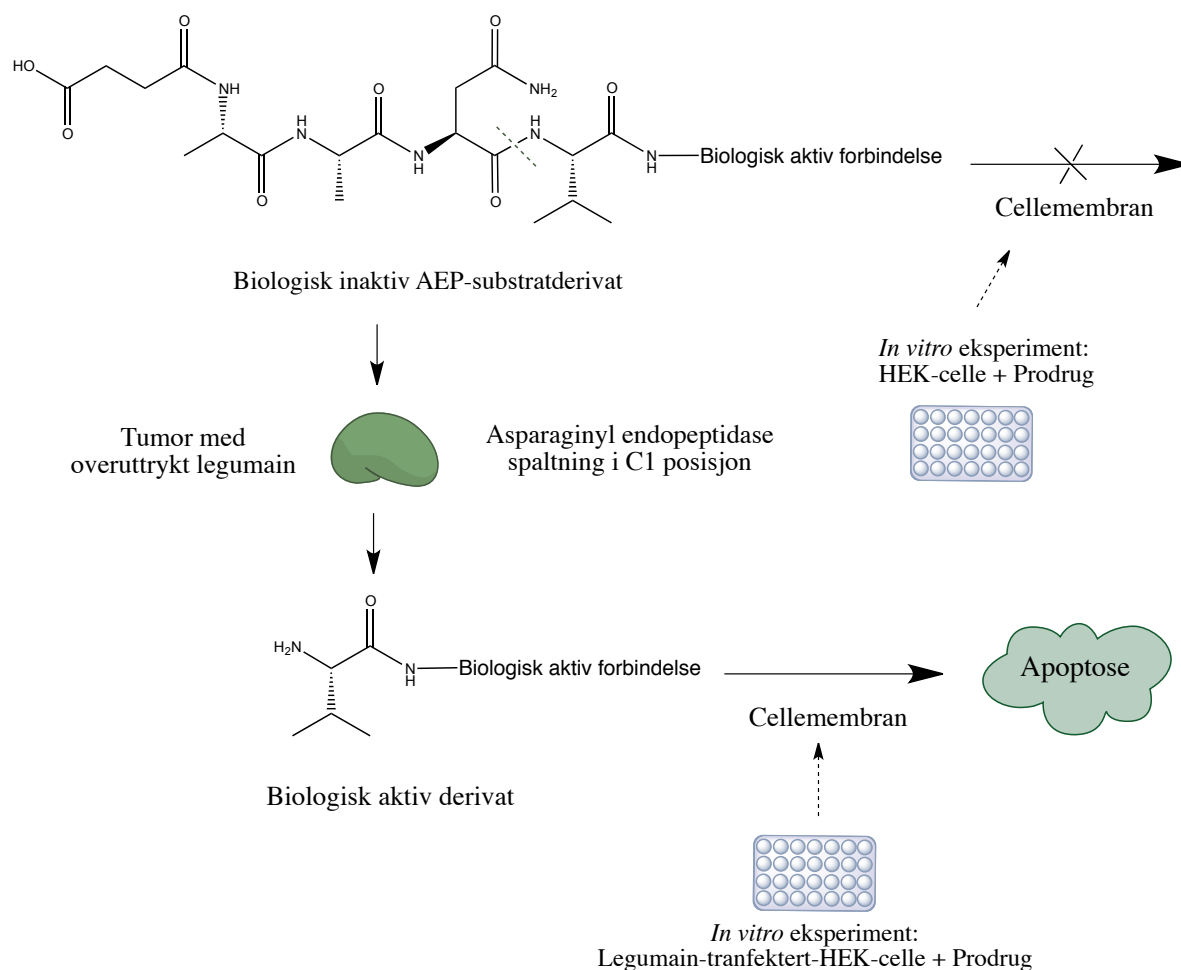 O
O
HO
NH
NH₂
O
O
O
H
N
H
N
N
H
N
H
Biologisk aktiv forbindelse
O
O
O
Cellemembran
Biologisk inaktiv AEP-substratderivat
In vitro eksperiment:
HEK-celle + Prodrug
Tumor med
overuttrykt legumain
Asparaginyl endopeptidase
spaltning i C1 posisjon
O
H₂N
N
H
Biologisk aktiv forbindelse
Apoptose
Cellemembran
Biologisk aktiv derivat
In vitro eksperiment:
Legumain-tranfektert-HEK-celle + Prodrug